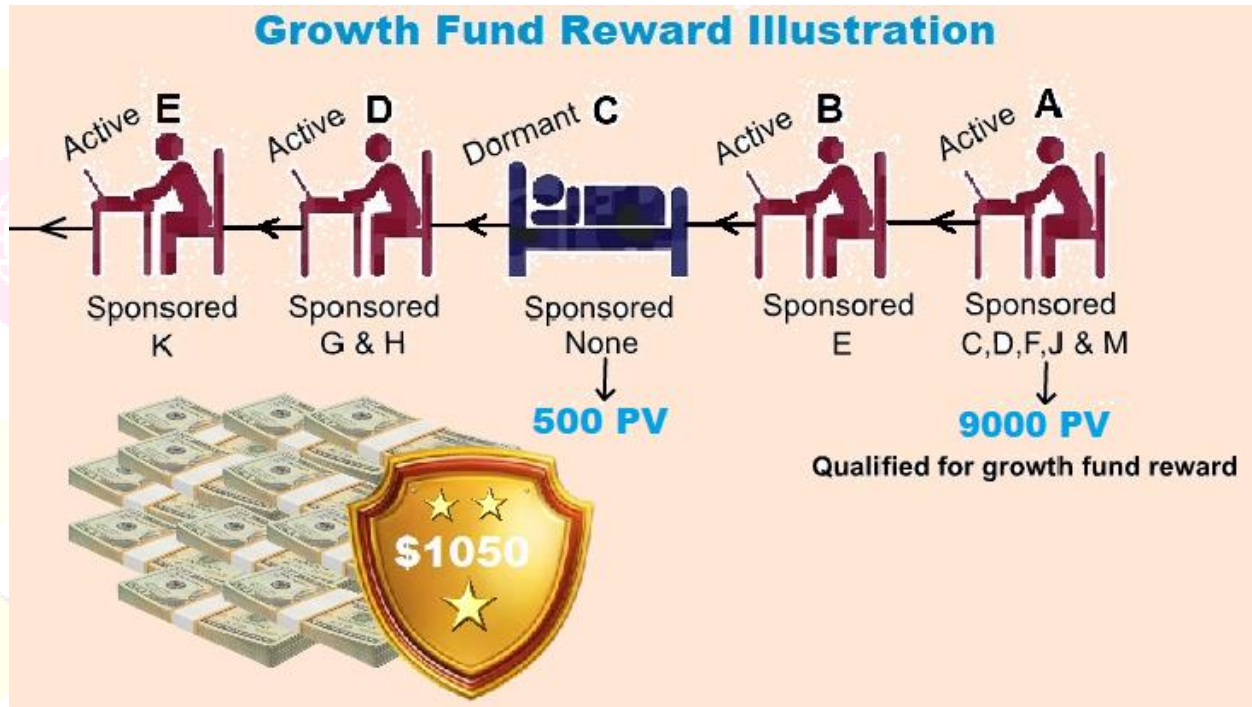 Growth Fund Reward Illustration
Active E
Active D
Dormant C
Active B
Active A
Sponsored
K
Sponsored
G & H
Sponsored
None
Sponsored
E
Sponsored
C,D,F,J & M
500 PV
9000 PV
Qualified for growth fund reward
$1050